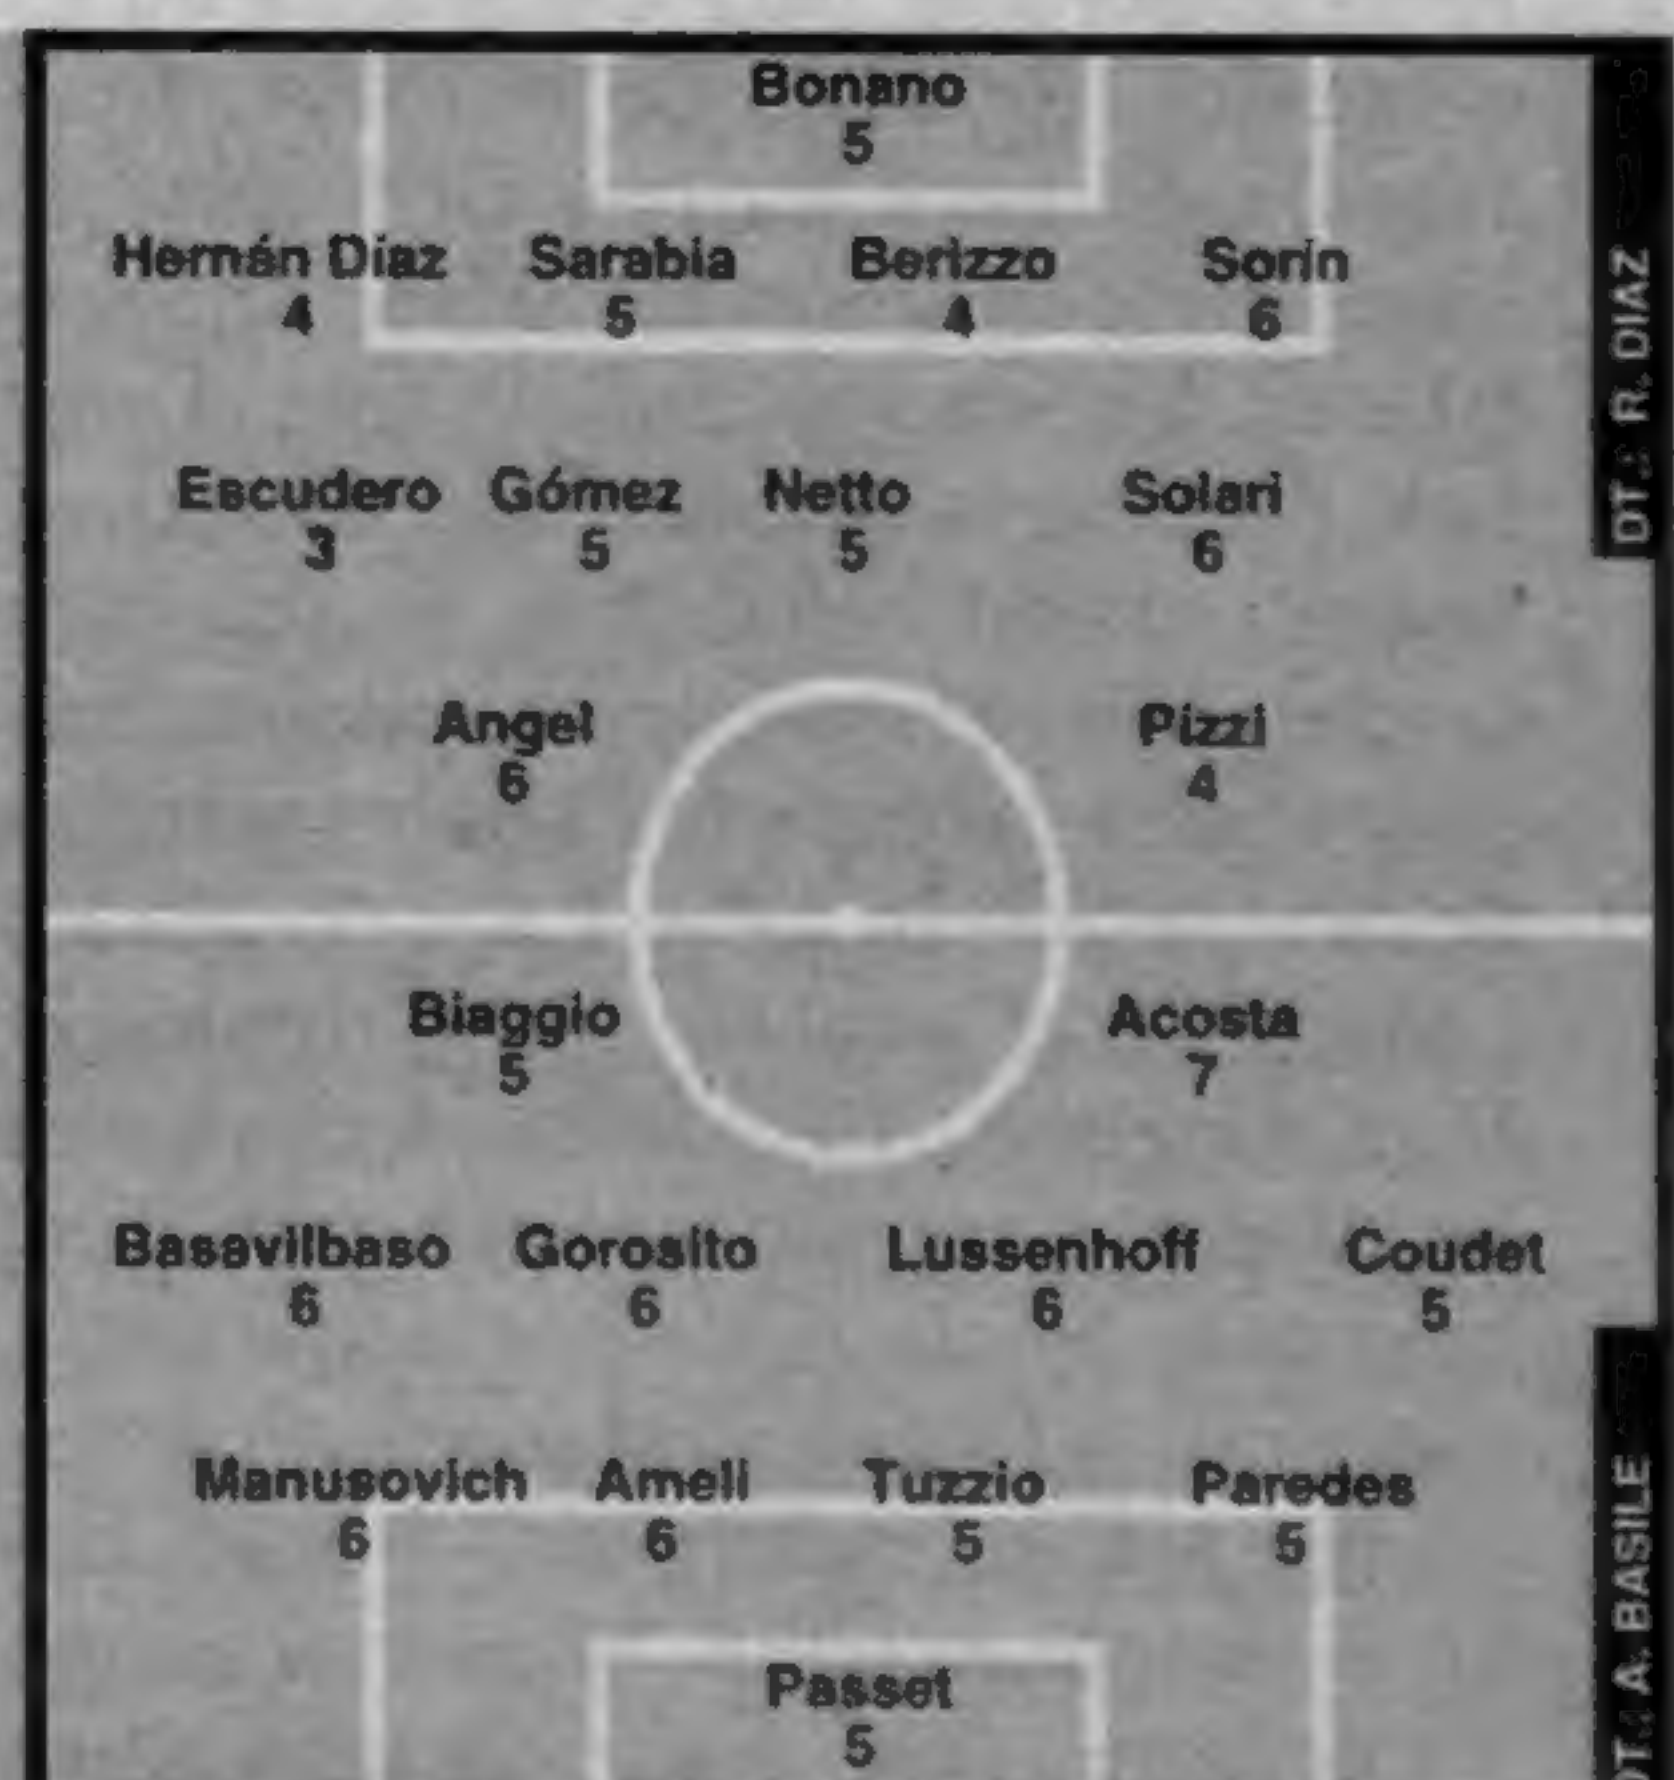 Bonano
5
Hernán Díaz Sarabia Berizzo Sorín
4 5 4 6
Escudero Gómez Netto Solari
3 5 5 6
Angel Pizzi
6 4
Biaggio Acosta
5 7
Basavilbaso Gorosito Lussenhoff Coudet
6 6 6 5
Manusovich Ameli Tuzzio Paredes
6 6 5 5
Passet
5
DT.: R. DIAZ
DT.: A. BASILE